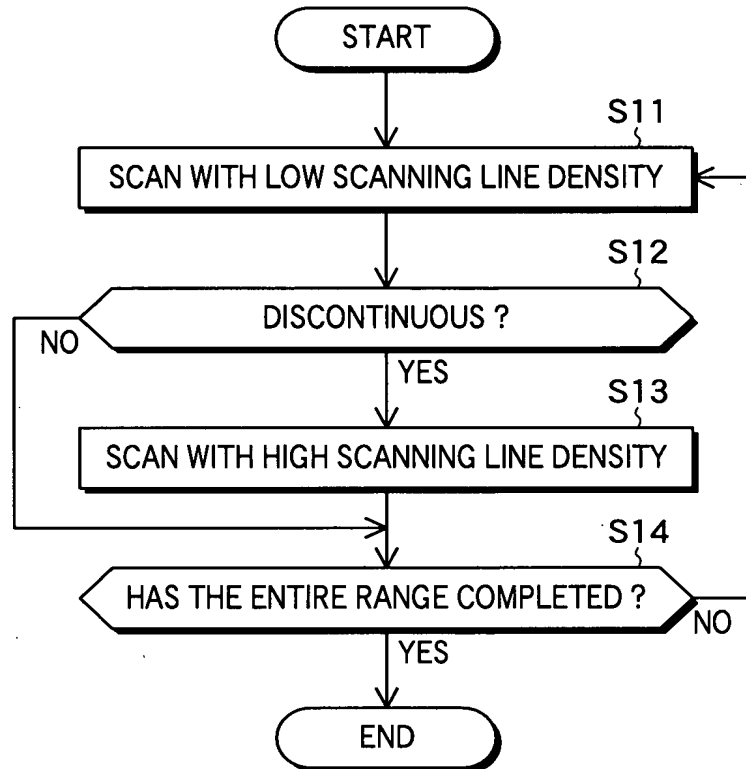 START
S11
SCAN WITH LOW SCANNING LINE DENSITY
S12
DISCONTINUOUS ?
NO
YES
S13
SCAN WITH HIGH SCANNING LINE DENSITY
S14
HAS THE ENTIRE RANGE COMPLETED ?
NO
YES
END